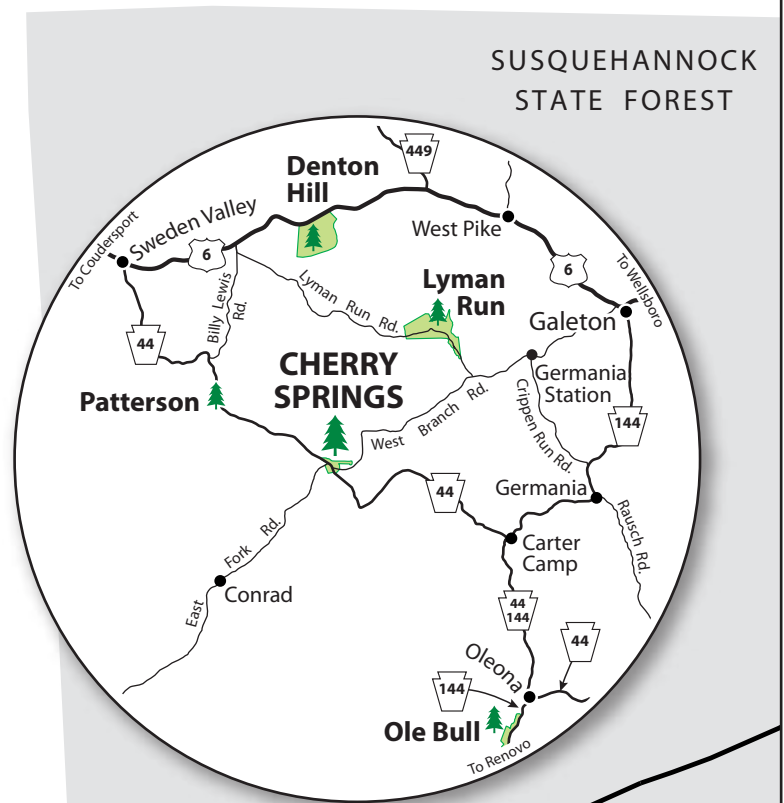 SUSQUEHANNOCK
STATE FOREST
449
Denton
Hill
West Pike
To Coudersport
Sweden Valley
6
6
To Wellsboro
Billy Lewis
Rd.
Lyman Run Rd.
Lyman
Run
Galeton
44
CHERRY
SPRINGS
Germania
Station
Patterson
West Branch Rd.
Crippen Run Rd.
144
44
Germania
Rausch Rd.
East Fork Rd.
Carter
Camp
Conrad
44
144
44
Oleona
144
Ole Bull
To Renovo